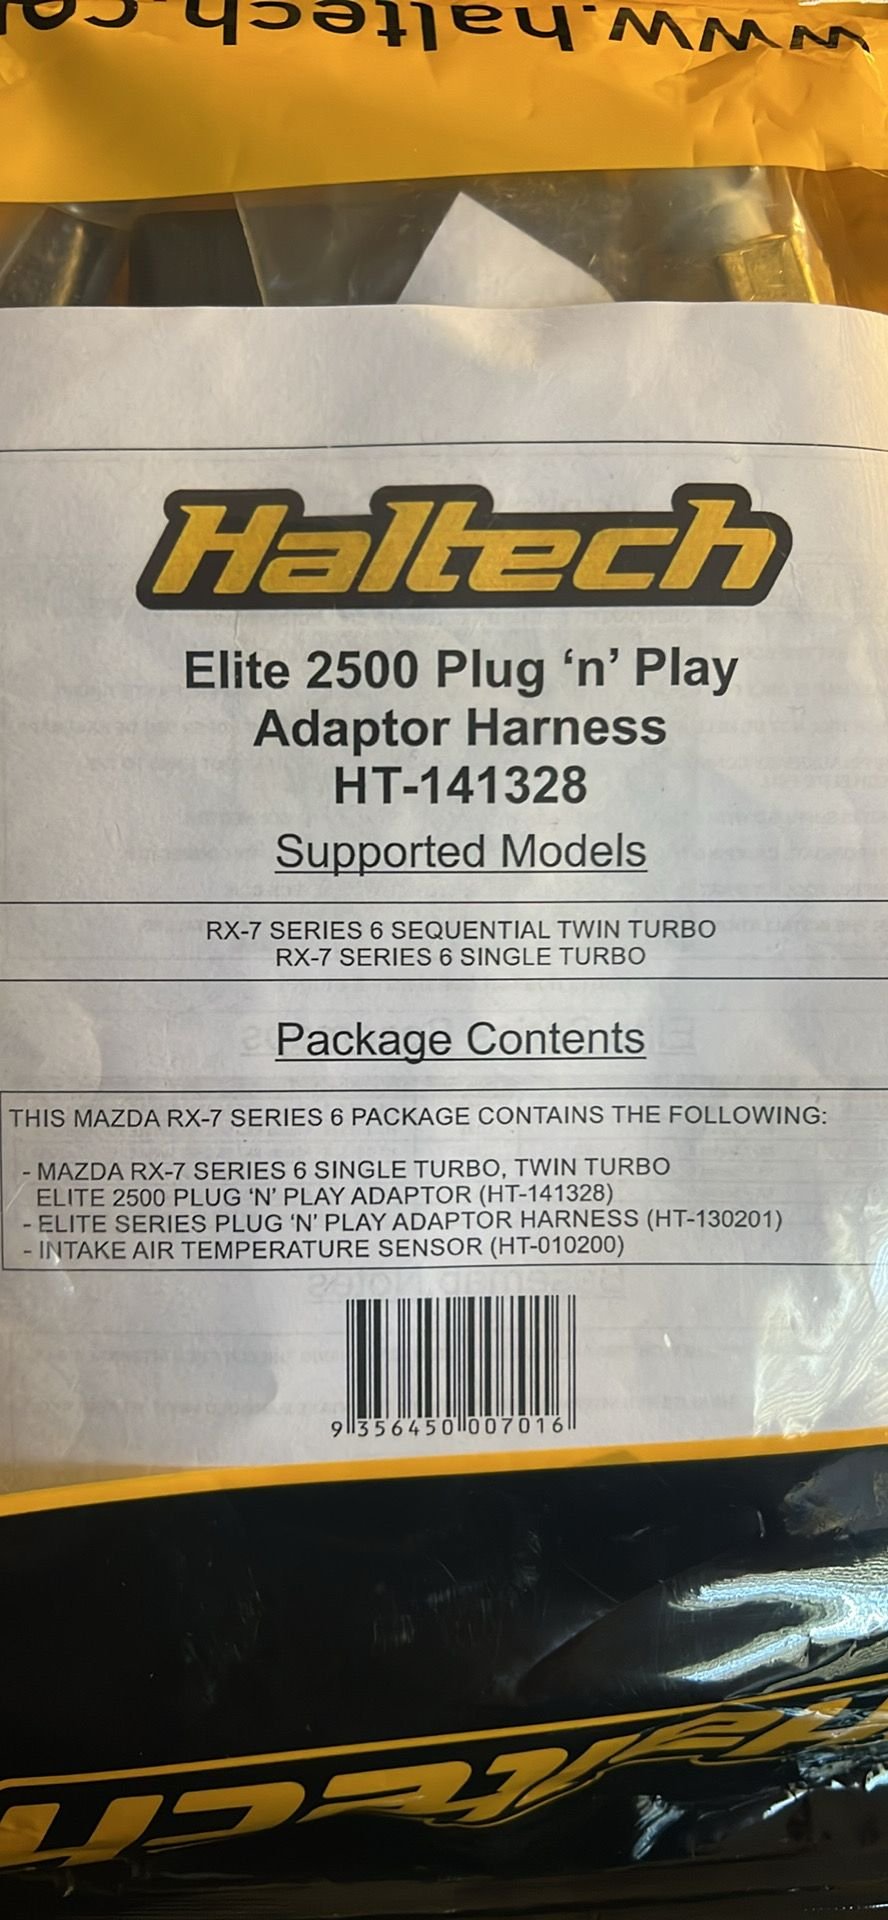 www.haltech.co
Haltech
Elite 2500 Plug ‘n’ Play
Adaptor Harness
HT-141328
Supported Models
RX-7 SERIES 6 SEQUENTIAL TWIN TURBO
RX-7 SERIES 6 SINGLE TURBO
Package Contents
THIS MAZDA RX-7 SERIES 6 PACKAGE CONTAINS THE FOLLOWING:
- MAZDA RX-7 SERIES 6 SINGLE TURBO, TWIN TURBO
ELITE 2500 PLUG ‘N’ PLAY ADAPTOR (HT-141328)
- ELITE SERIES PLUG ‘N’ PLAY ADAPTOR HARNESS (HT-130201)
- INTAKE AIR TEMPERATURE SENSOR (HT-010200)
9 356450 007016
Haltech